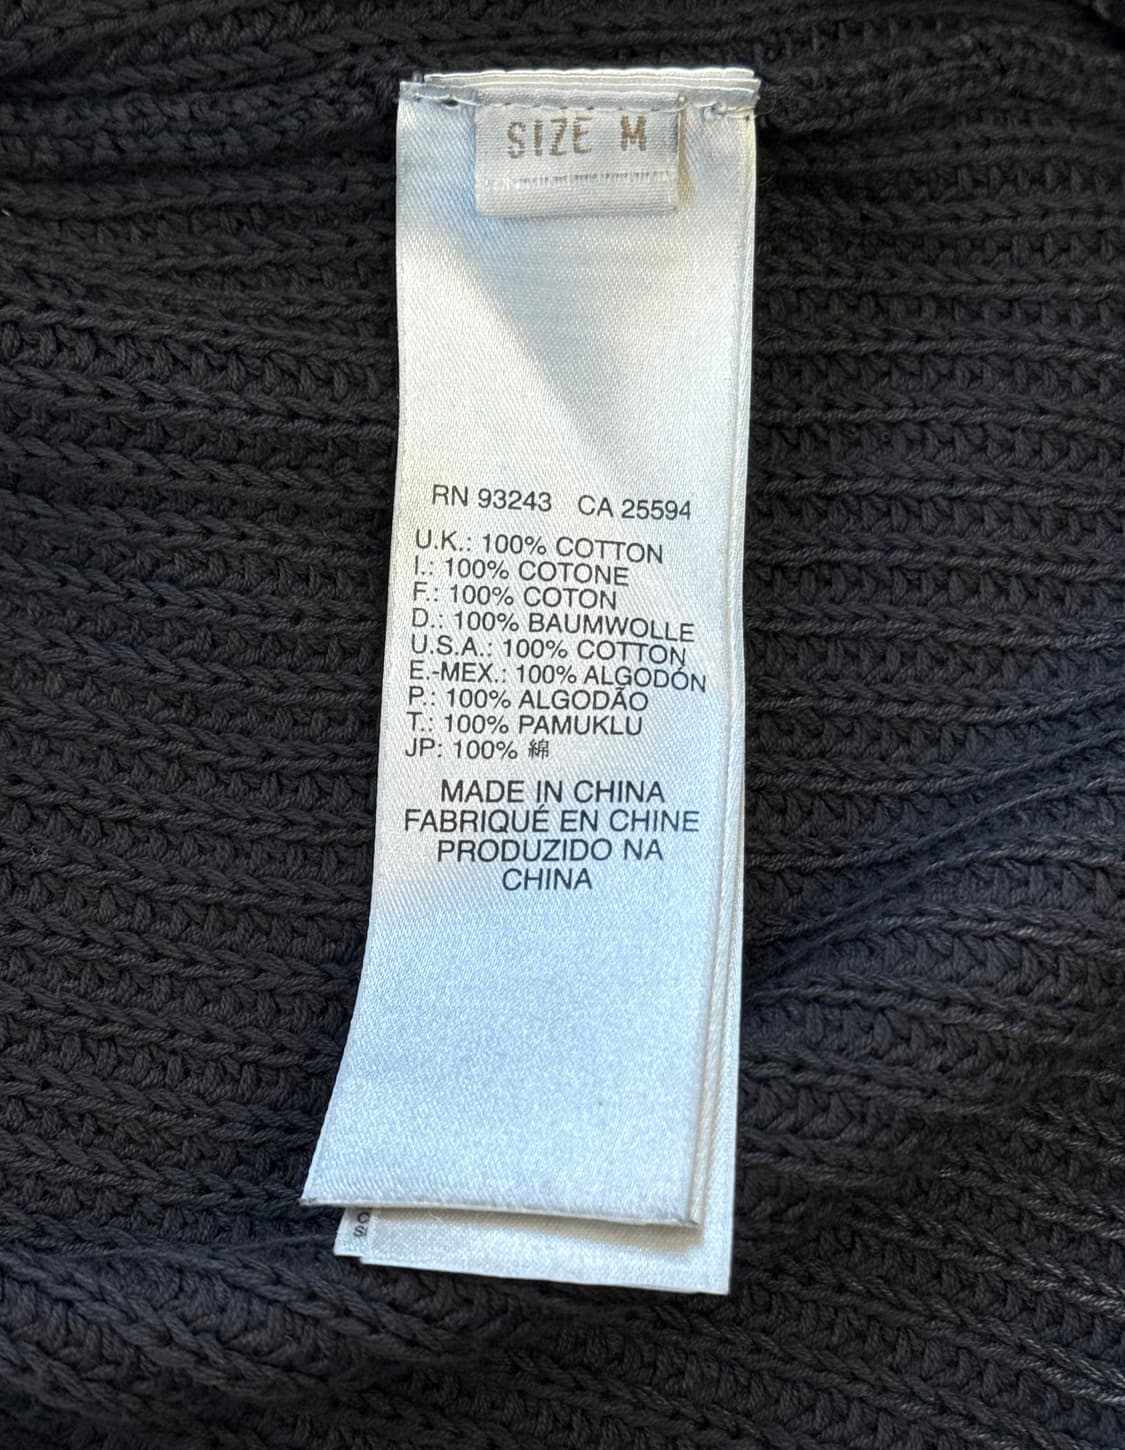 SIZE M
RN 93243 CA 25594
U.K.: 100% COTTON
I.: 100% COTONE
F.: 100% COTON
D.: 100% BAUMWOLLE
U.S.A.: 100% COTTON
E.-MEX.: 100% ALGODÓN
P.: 100% ALGODÃO
T.: 100% PAMUKLU
JP: 100% 綿
MADE IN CHINA
FABRIQUÉ EN CHINE
PRODUZIDO NA
CHINA